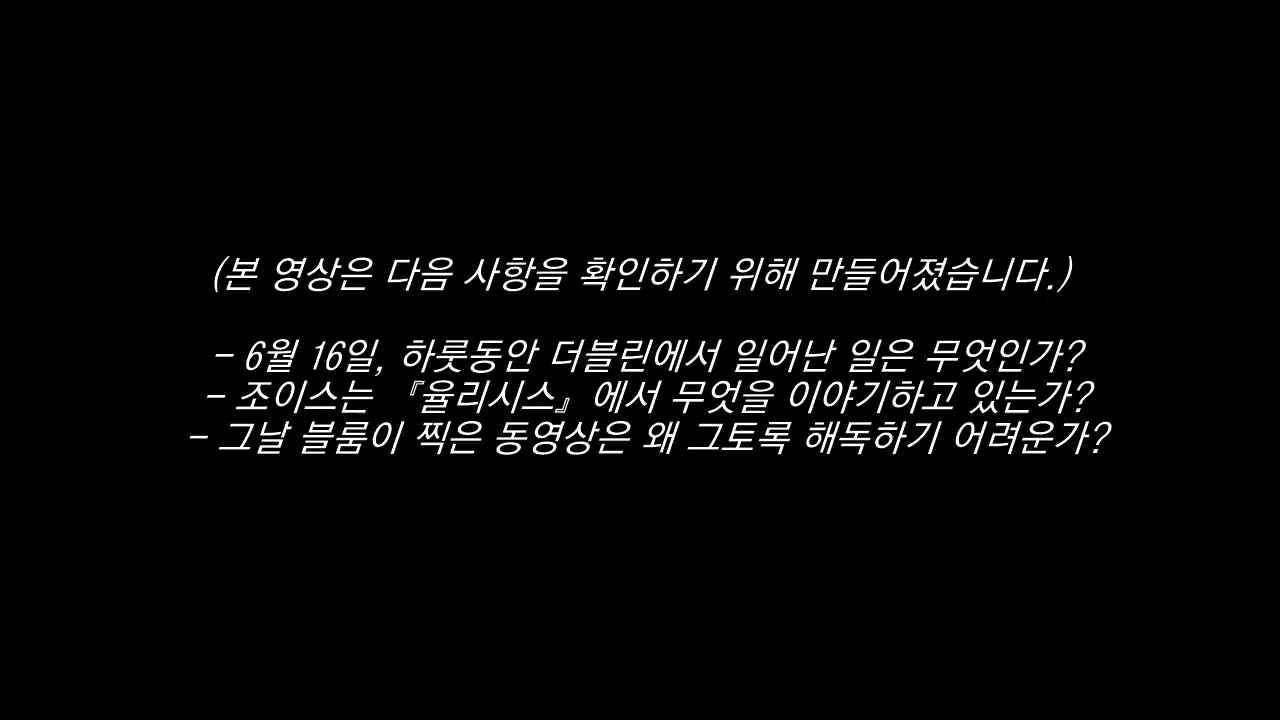 (본 영상은 다음 사항을 확인하기 위해 만들어졌습니다.)
- 6월 16일, 하룻동안 더블린에서 일어난 일은 무엇인가?
- 조이스는 『율리시스』에서 무엇을 이야기하고 있는가?
- 그날 블룸이 찍은 동영상은 왜 그토록 해독하기 어려운가?